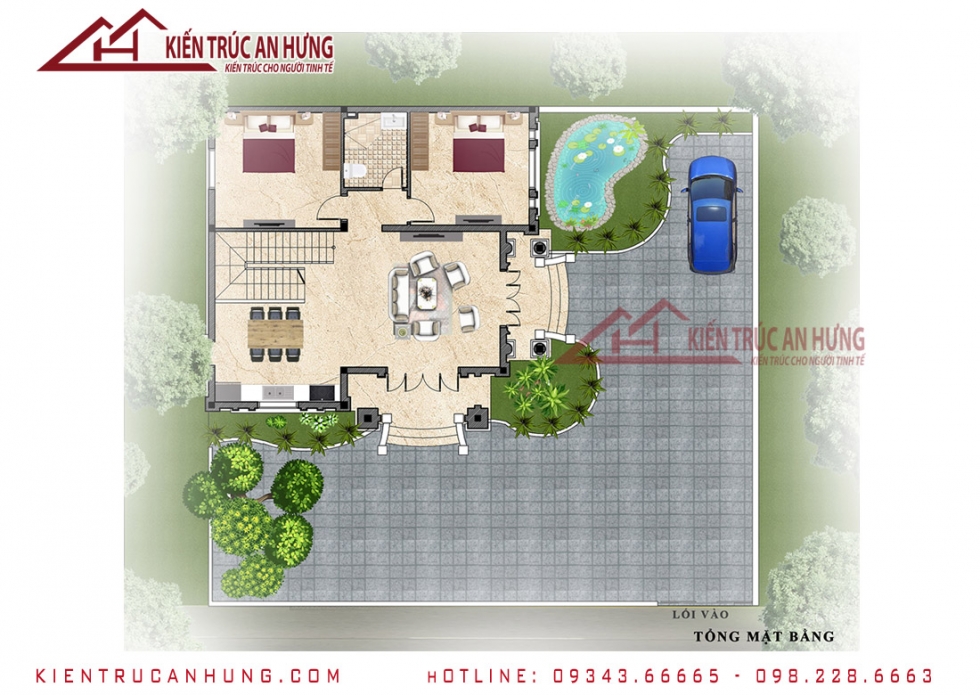 KIẾN TRÚC AN HƯNG
KIẾN TRÚC CHO NGƯỜI TINH TẾ
KIẾN TRÚC AN HƯNG
KIẾN TRÚC CHO NGƯỜI TINH TẾ
LỐI VÀO
TỔNG MẶT BẰNG
KIENTRUCANHUNG.COM HOTLINE: 09343.66665 - 098.228.6663